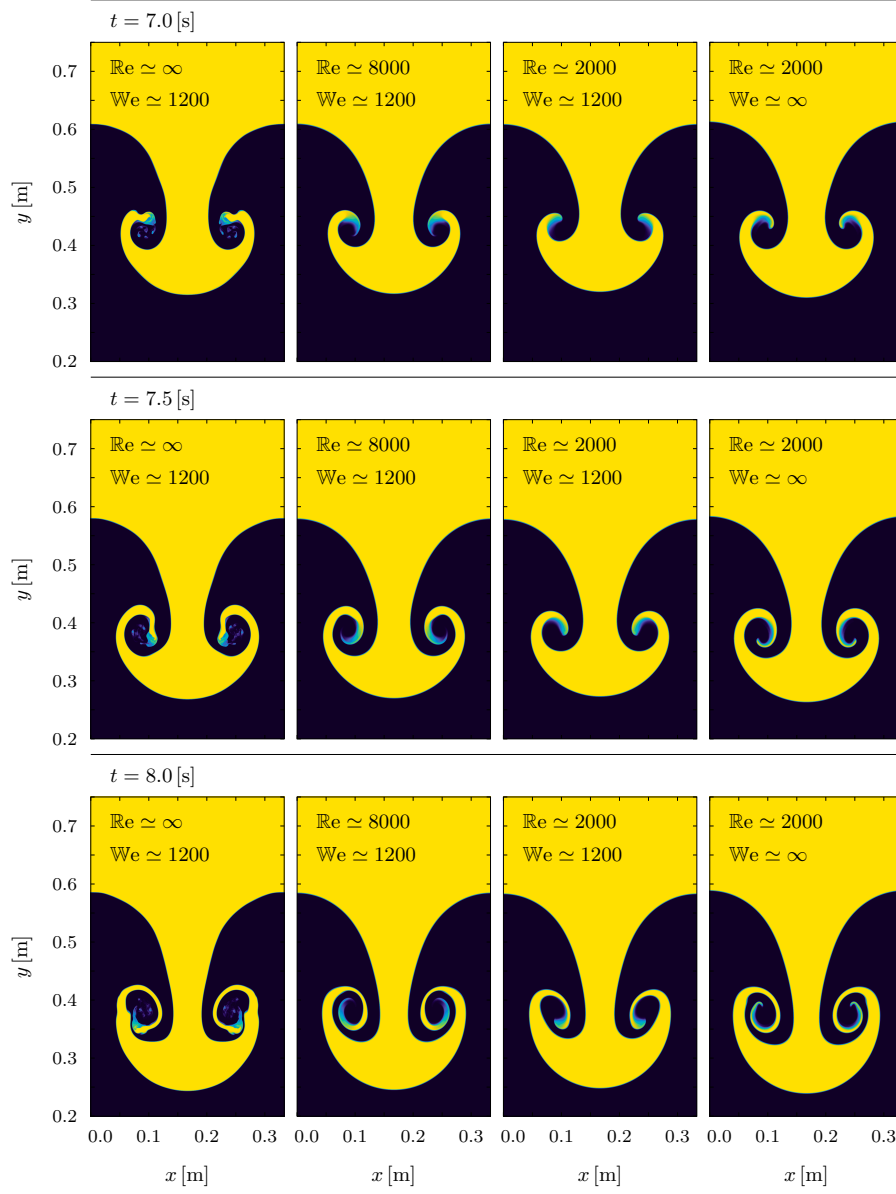 t = 7.0 [s]
ℝe ≃ ∞ ℝe ≃ 8000 ℝe ≃ 2000 ℝe ≃ 2000
𝕎e ≃ 1200 𝕎e ≃ 1200 𝕎e ≃ 1200 𝕎e ≃ ∞
0.7
0.6
0.5
0.4
0.3
0.2
y [m]
t = 7.5 [s]
ℝe ≃ ∞ ℝe ≃ 8000 ℝe ≃ 2000 ℝe ≃ 2000
𝕎e ≃ 1200 𝕎e ≃ 1200 𝕎e ≃ 1200 𝕎e ≃ ∞
0.7
0.6
0.5
0.4
0.3
0.2
y [m]
t = 8.0 [s]
ℝe ≃ ∞ ℝe ≃ 8000 ℝe ≃ 2000 ℝe ≃ 2000
𝕎e ≃ 1200 𝕎e ≃ 1200 𝕎e ≃ 1200 𝕎e ≃ ∞
0.7
0.6
0.5
0.4
0.3
0.2
y [m]
0.0 0.1 0.2 0.3 0.0 0.1 0.2 0.3 0.0 0.1 0.2 0.3 0.0 0.1 0.2 0.3
x [m] x [m] x [m] x [m]